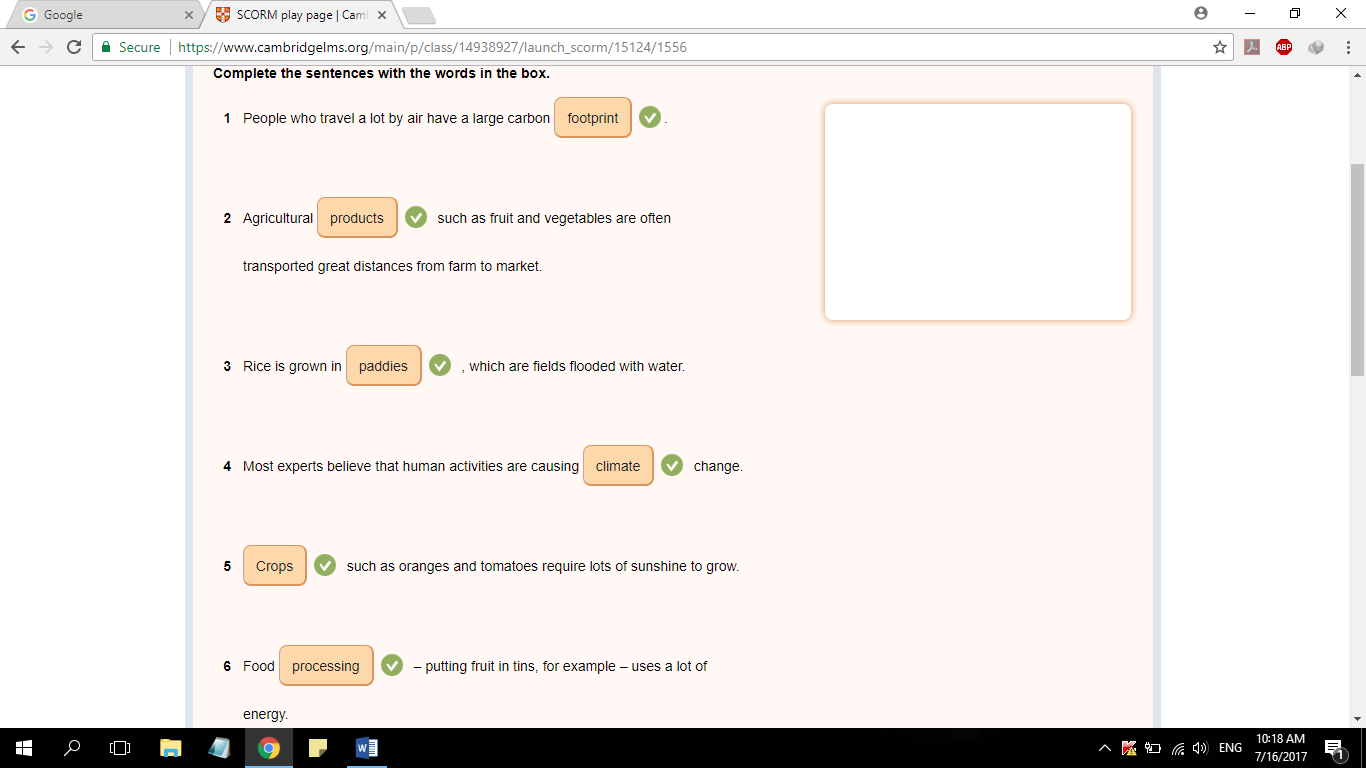 Google
SCORM play page | Cam
Secure https://www.cambridgelms.org/main/p/class/14938927/launch_scorm/15124/1556
ABP
Complete the sentences with the words in the box.
1 People who travel a lot by air have a large carbon footprint .
2 Agricultural products such as fruit and vegetables are often
transported great distances from farm to market.
3 Rice is grown in paddies , which are fields flooded with water.
4 Most experts believe that human activities are causing climate change.
5 Crops such as oranges and tomatoes require lots of sunshine to grow.
6 Food processing – putting fruit in tins, for example – uses a lot of
energy.
ENG
10:18 AM
7/16/2017
1